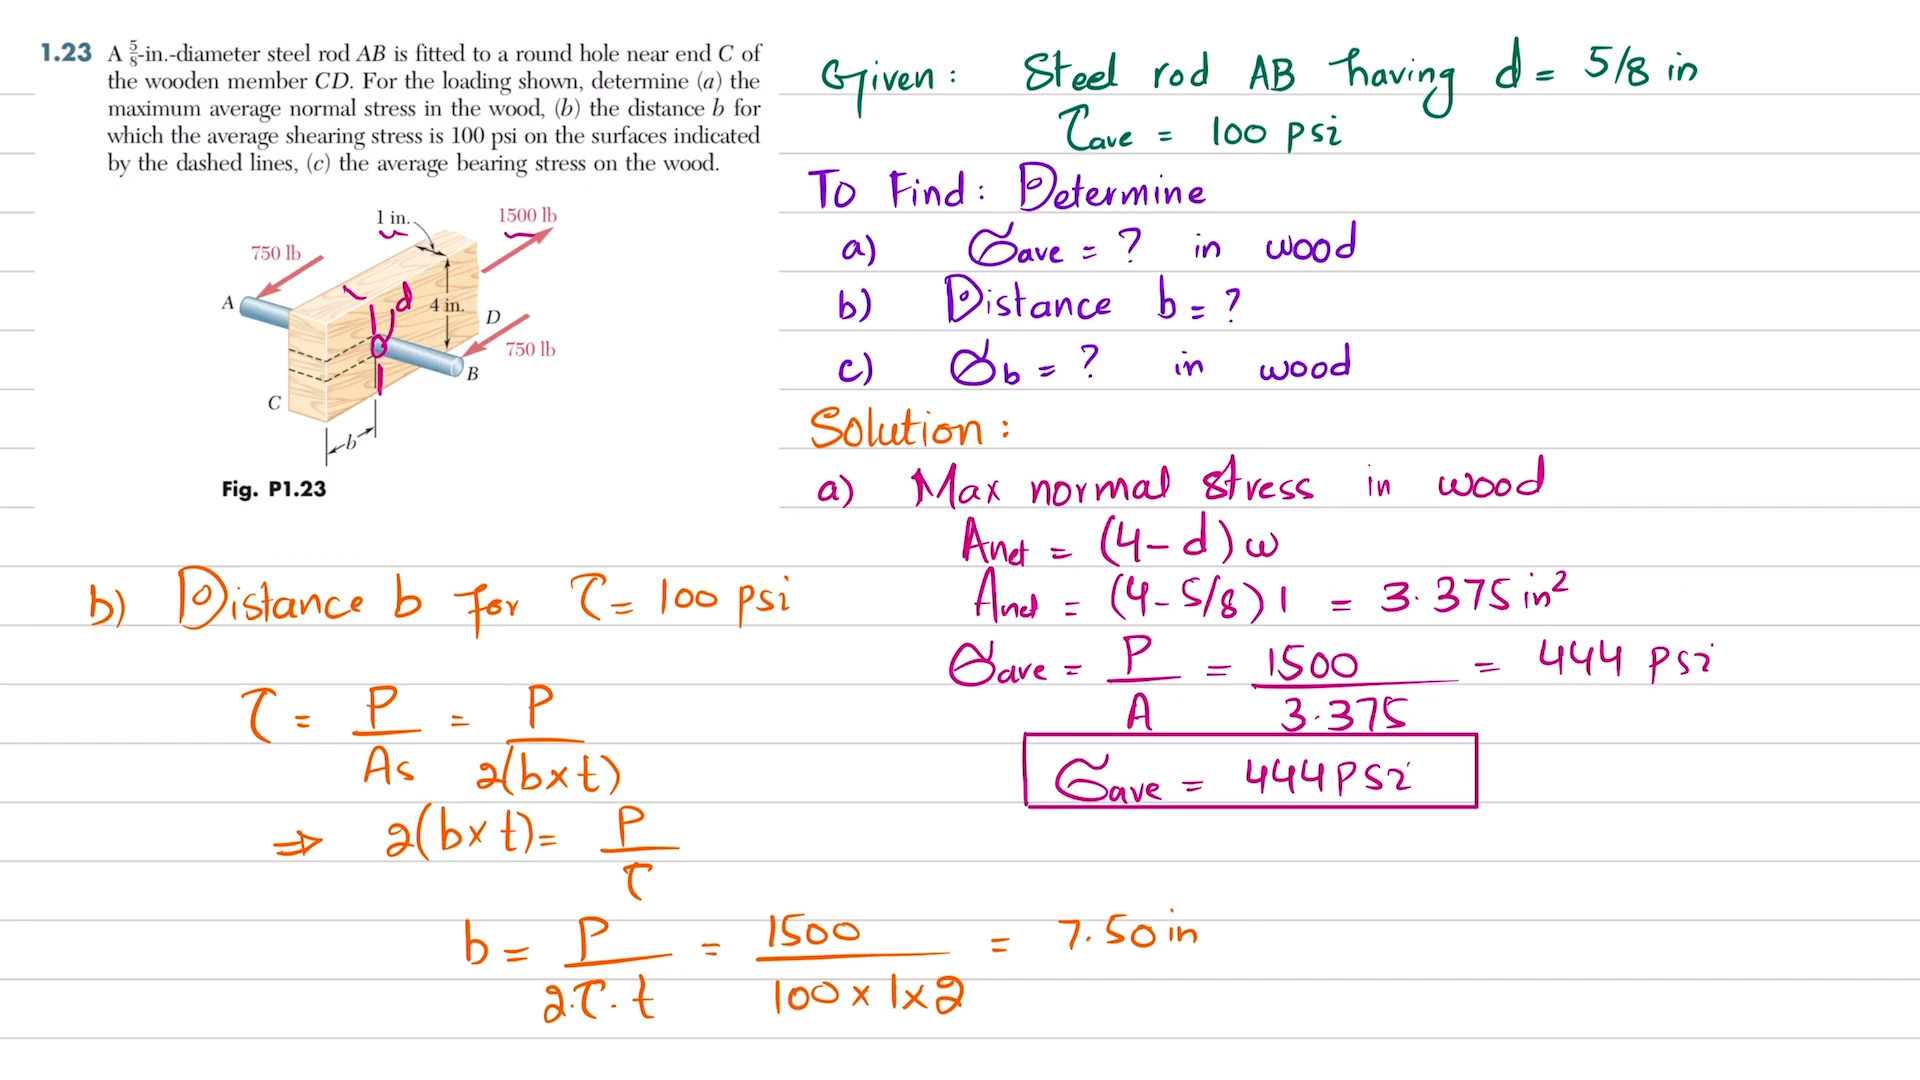 1.23 A 5/8-in.-diameter steel rod AB is fitted to a round hole near end C of
the wooden member CD. For the loading shown, determine (a) the
maximum average normal stress in the wood, (b) the distance b for
which the average shearing stress is 100 psi on the surfaces indicated
by the dashed lines, (c) the average bearing stress on the wood.
1 in.
1500 lb
750 lb
A
d
4 in.
D
750 lb
B
C
b
Fig. P1.23
Given: Steel rod AB having d = 5/8 in
τave = 100 psi
To Find: Determine
a) σave = ? in wood
b) Distance b = ?
c) σb = ? in wood
Solution:
a) Max normal stress in wood
Anet = (4-d)w
Anet = (4-5/8)1 = 3.375 in²
σave = P/A = 1500/3.375 = 444 psi
σave = 444 psi
b) Distance b for τ = 100 psi
τ = P/As = P/2(b×t)
⇒ 2(b×t) = P/τ
b = P/2.τ.t = 1500/100×1×2 = 7.50 in